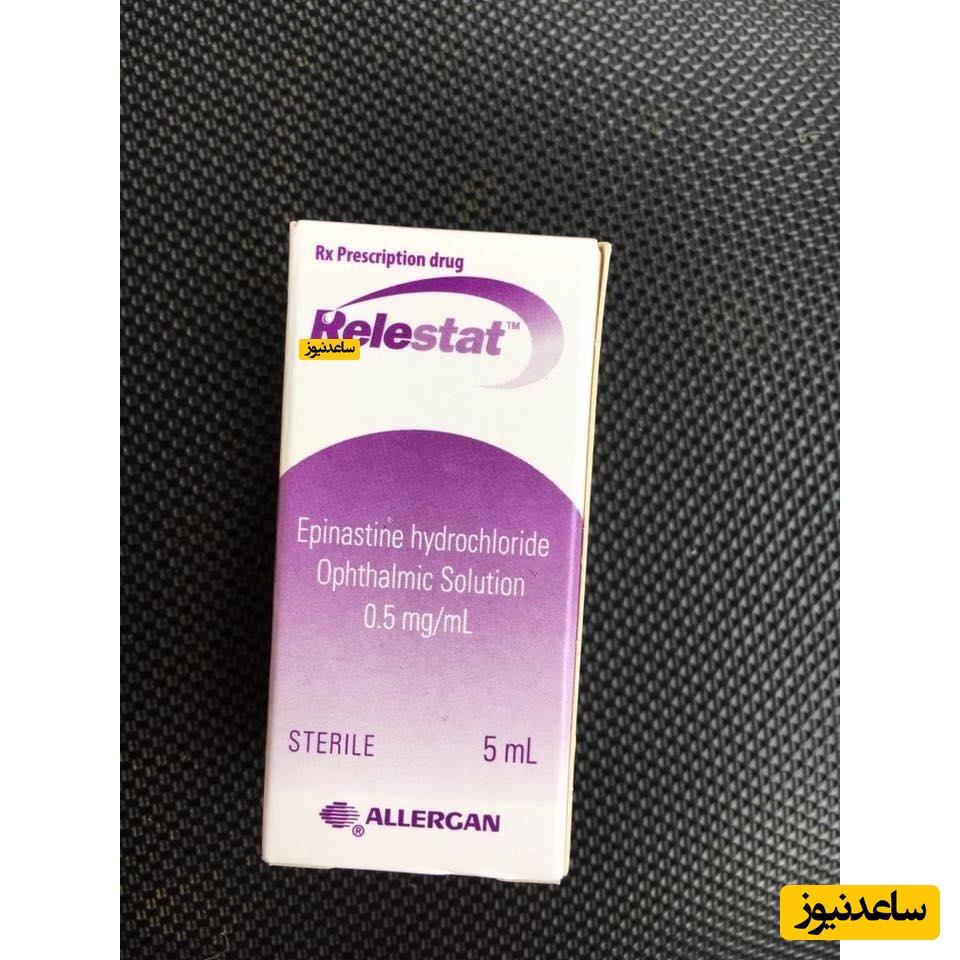 Rx Prescription drug
Relestat™
ساعدنیوز
Epinastine hydrochloride
Ophthalmic Solution
0.5 mg/mL
STERILE 5 mL
® ALLERGAN
ساعدنیوز